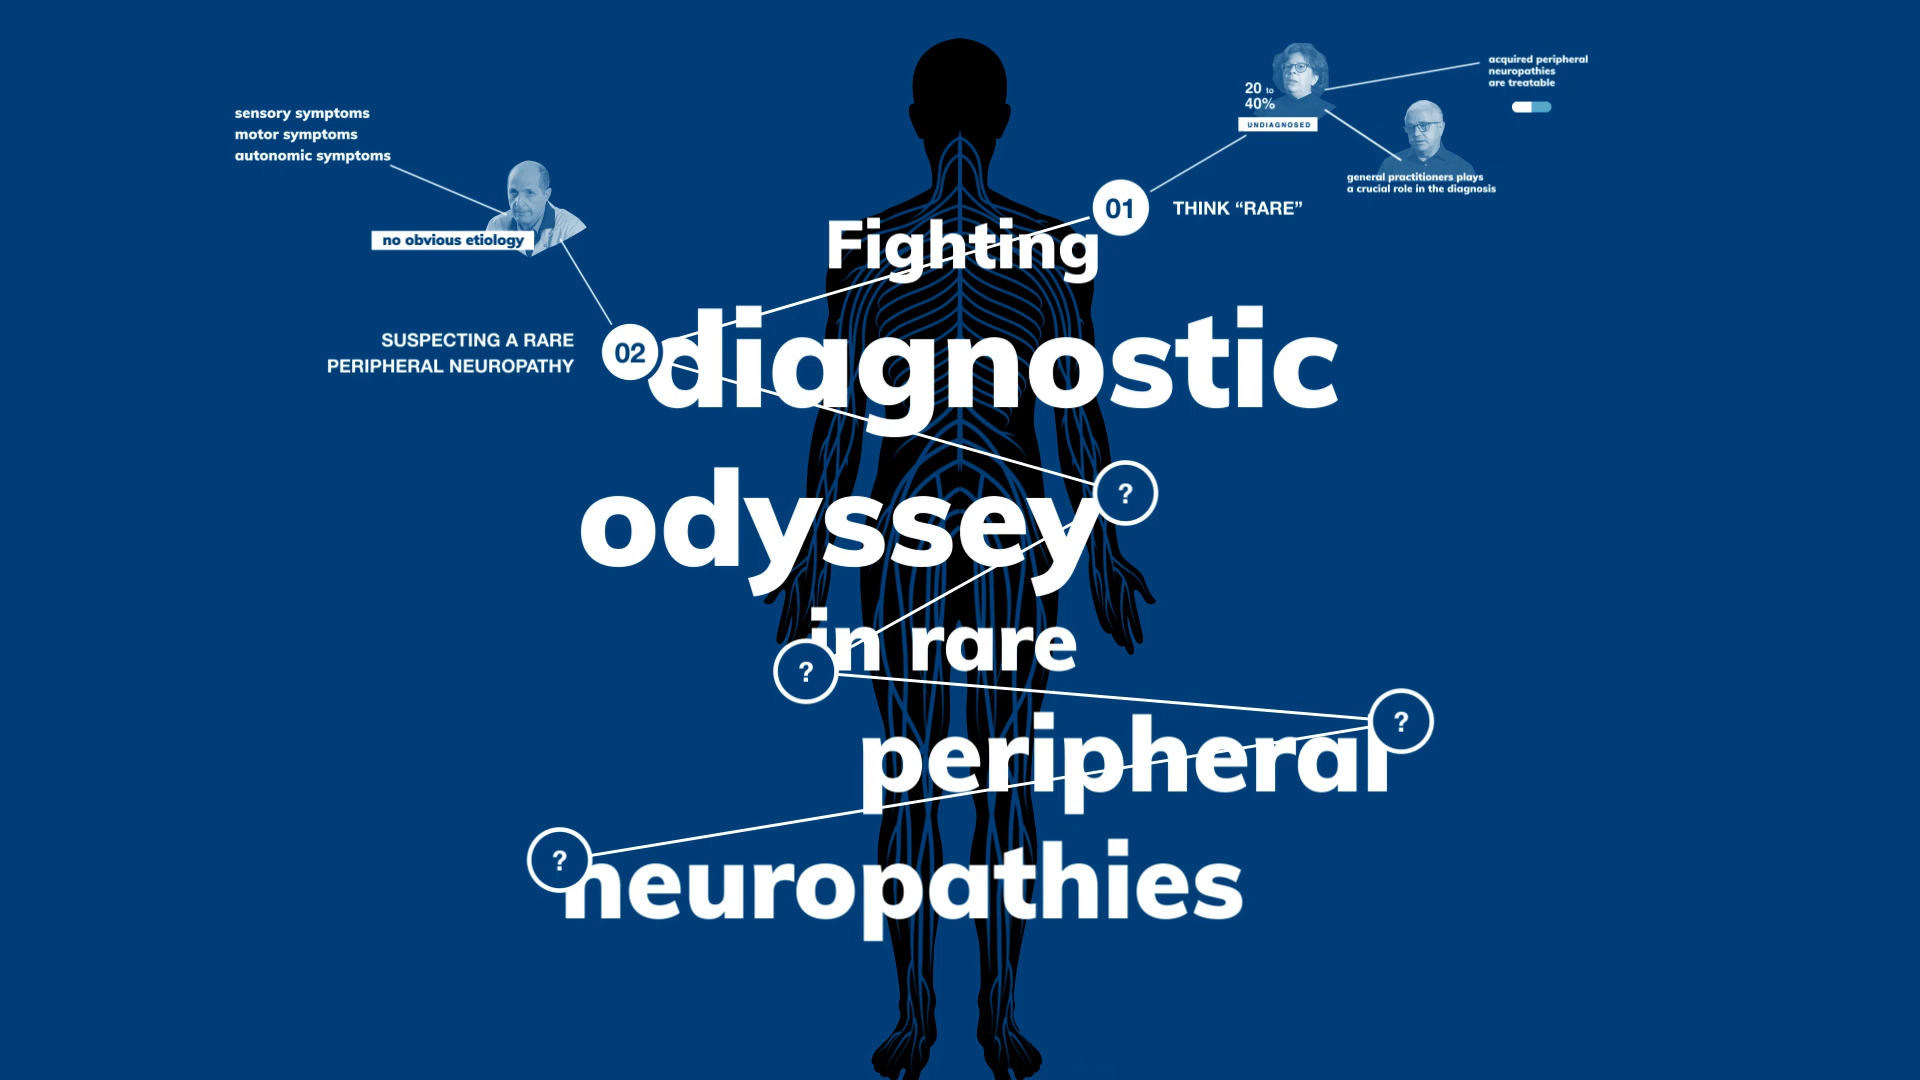 Fighting
diagnostic
odyssey
in rare
peripheral
neuropathies
01
THINK “RARE”
20 to
40%
UNDIAGNOSED
acquired peripheral
neuropathies
are treatable
general practitioners plays
a crucial role in the diagnosis
02
SUSPECTING A RARE
PERIPHERAL NEUROPATHY
sensory symptoms
motor symptoms
autonomic symptoms
no obvious etiology
?
?
?
?